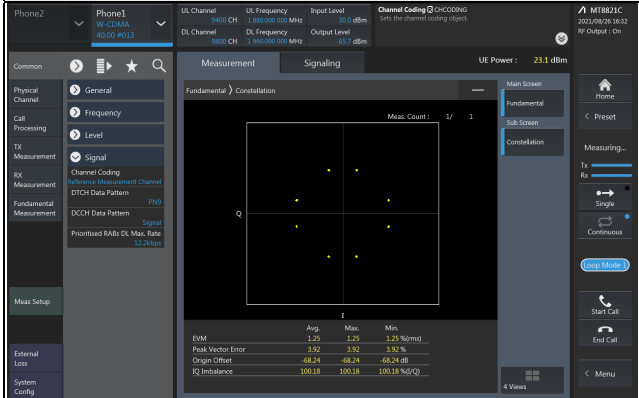 Phone2
Phone1
W-CDMA
40.00 #013
UL Channel
9400 CH
UL Frequency
1 880.000 000 MHz
Input Level
30.0 dBm
DL Channel
9800 CH
DL Frequency
1 960.000 000 MHz
Output Level
-65.7 dBm
Channel Coding CHCODING
Sets the channel coding object.
MT8821C
2021/08/26 16:32
RF Output : On
Common
Physical
Channel
Call
Processing
TX
Measurement
RX
Measurement
Fundamental
Measurement
Meas Setup
External
Loss
System
Config
General
Frequency
Level
Signal
Channel Coding
Reference Measurement Channel
DTCH Data Pattern
PN9
DCCH Data Pattern
Signal
Prioritised RABs DL Max. Rate
12.2kbps
Measurement
Signaling
UE Power : 23.1 dBm
Fundamental > Constellation
Meas. Count : 1/ 1
Q
I
Avg. Max. Min.
EVM 1.25 1.25 1.25 %(rms)
Peak Vector Error 3.92 3.92 3.92 %
Origin Offset -68.24 -68.24 -68.24 dB
IQ Imbalance 100.18 100.18 100.18 %(I/Q)
Main Screen
Fundamental
Sub Screen
Constellation
4 Views
Home
< Preset
Measuring...
Tx
Rx
Single
Continuous
Loop Mode 1
Start Call
End Call
< Menu